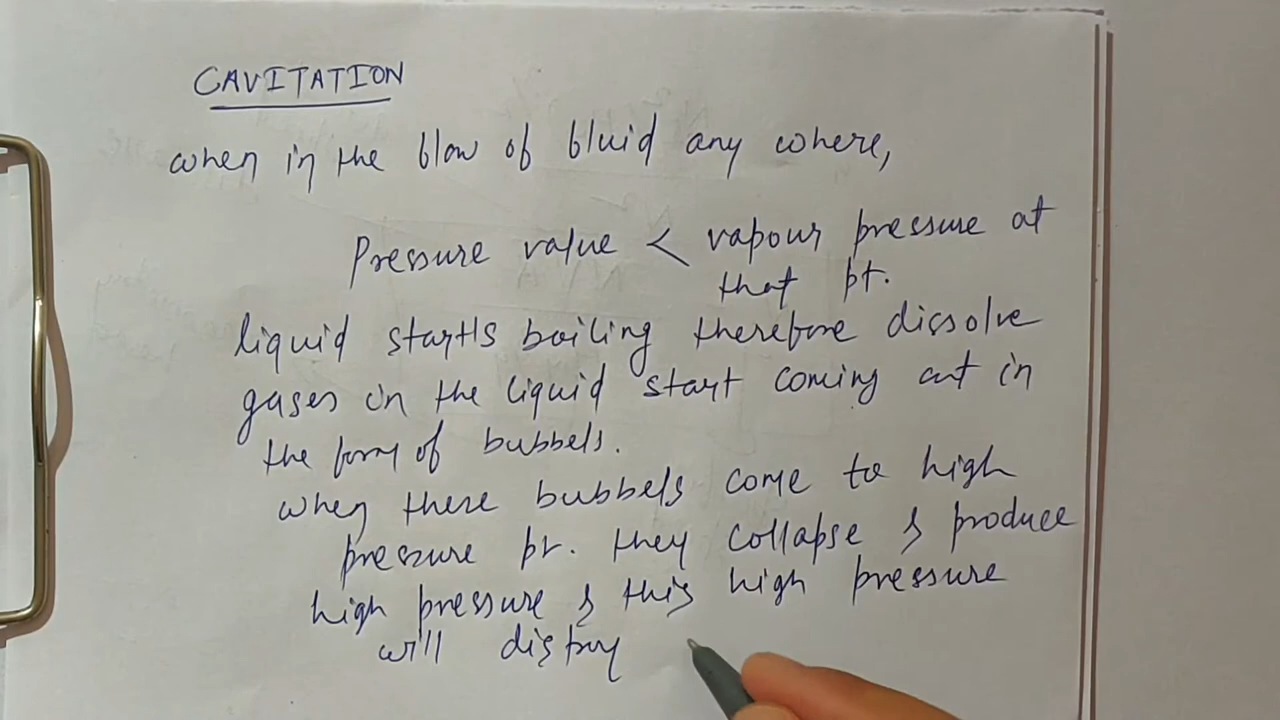 CAVITATION
when in the flow of fluid any where,
Pressure value < vapour pressure at
that pt.
liquid starts boiling therefore dissolve
gases in the liquid start coming out in
the form of bubbels.
when these bubbels come to high
pressure pt. they collapse & produce
high pressure & this high pressure
will distroy